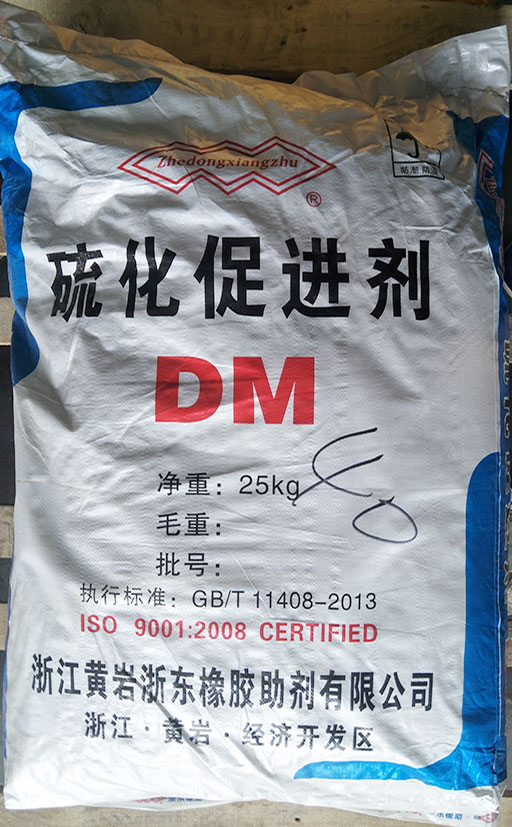 Zhedongxiangzhu
®
硫化促进剂
DM
净重：25kg
毛重：
批号：
执行标准：GB/T 11408-2013
ISO 9001:2008 CERTIFIED
浙江黄岩浙东橡胶助剂有限公司
浙江·黄岩·经济开发区